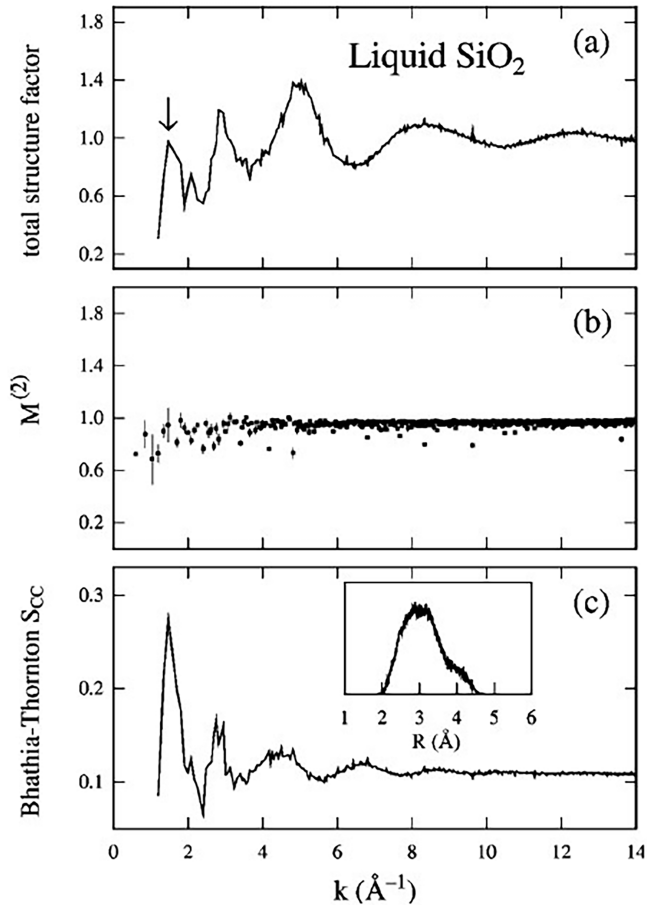 1.8
(a)
Liquid SiO2
1.4
1.0
0.6
0.2
total structure factor
1.8
(b)
1.4
1.0
0.6
0.2
M(2)
0.3
(c)
0.2
0.1
1 2 3 4 5 6
R (Å)
Bhathia-Thornton SCC
0 2 4 6 8 10 12 14
k (Å–1)